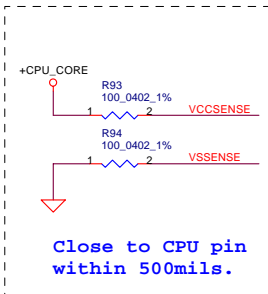 +CPU_CORE
R93
100_0402_1%
1 2 VCCSENSE
R94
100_0402_1%
1 2 VSSENSE
Close to CPU pin
within 500mils.